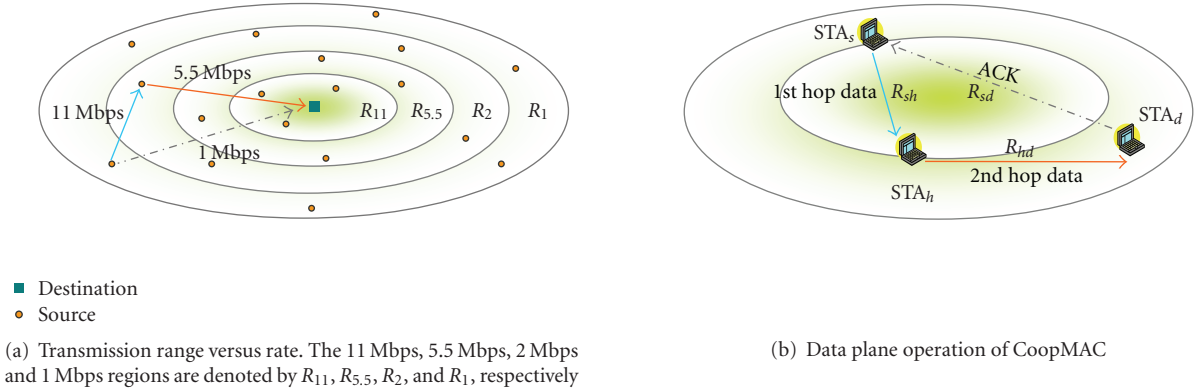 5.5 Mbps
11 Mbps
1 Mbps
R11
R5.5
R2
R1
Destination
Source
(a) Transmission range versus rate. The 11 Mbps, 5.5 Mbps, 2 Mbps
and 1 Mbps regions are denoted by R11, R5.5, R2, and R1, respectively
STAs
ACK
1st hop data
Rsh
Rsd
STAd
Rhd
2nd hop data
STAh
(b) Data plane operation of CoopMAC